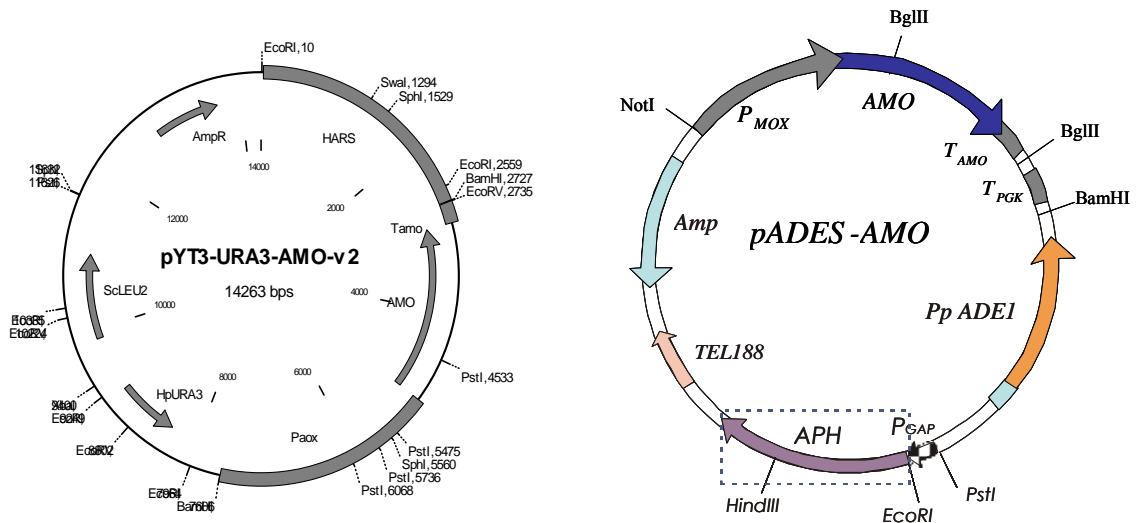 EcoRI, 10
SwaI, 1294
SphI, 1529
HARS
AmpR
14000
EcoRI, 2559
BamHI, 2727
EcoRV, 2735
2000
12000
Tamo
pYT3-URA3-AMO-v2
14263 bps
4000
AMO
ScLEU2
10000
PstI, 4533
8000
6000
HpURA3
Paox
PstI, 5475
SphI, 5560
PstI, 5736
PstI, 6068
BglII
NotI
P MOX
AMO
BglII
T AMO
T PGK
BamHI
Amp
pADES -AMO
Pp ADE1
TEL188
APH
P GAP
HindIII
PstI
EcoRI